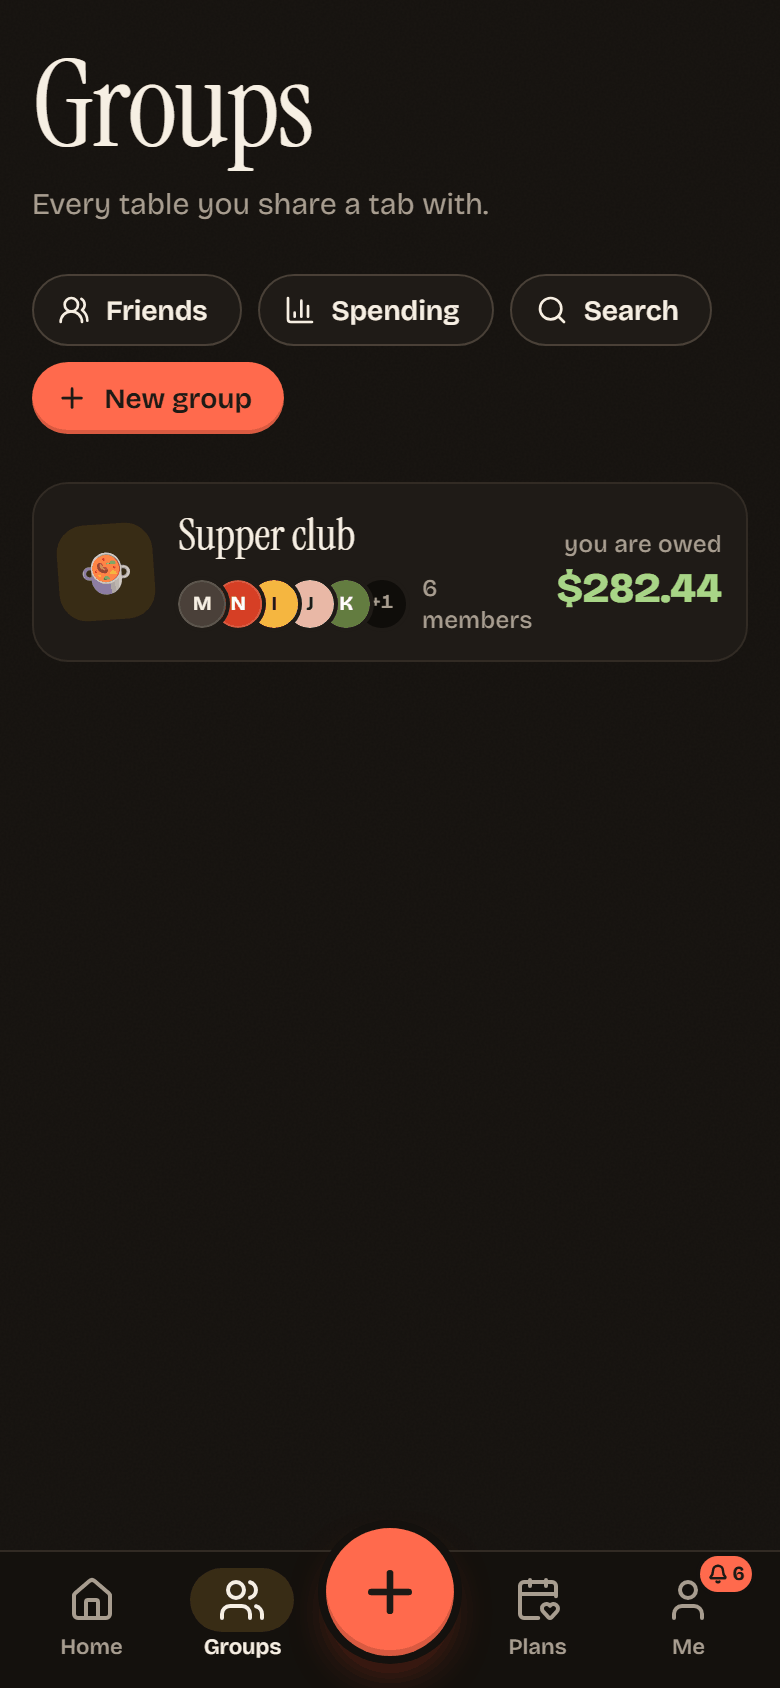 Groups
Every table you share a tab with.
Friends
Spending
Search
New group
Supper club
M N I J K +1
6
members
you are owed
$282.44
6
Home
Groups
Plans
Me